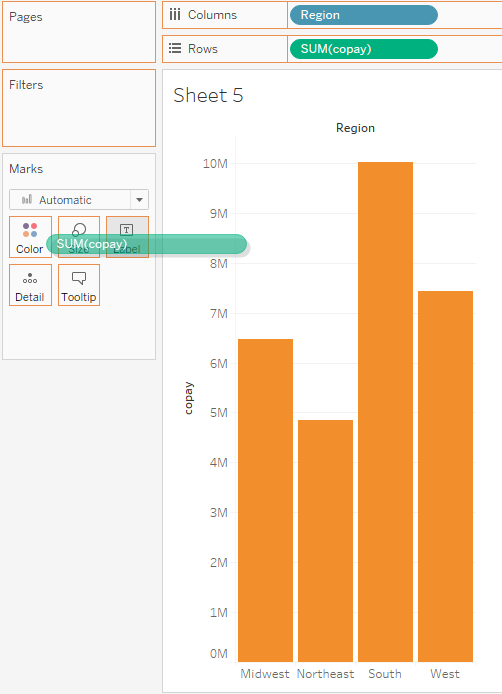 Pages
Columns
Region
Rows
SUM(copay)
Filters
Marks
Automatic
Color
SUM(copay)
Size
Label
Detail
Tooltip
Sheet 5
Region
10M
9M
8M
7M
6M
5M
4M
3M
2M
1M
0M
copay
Midwest Northeast South West